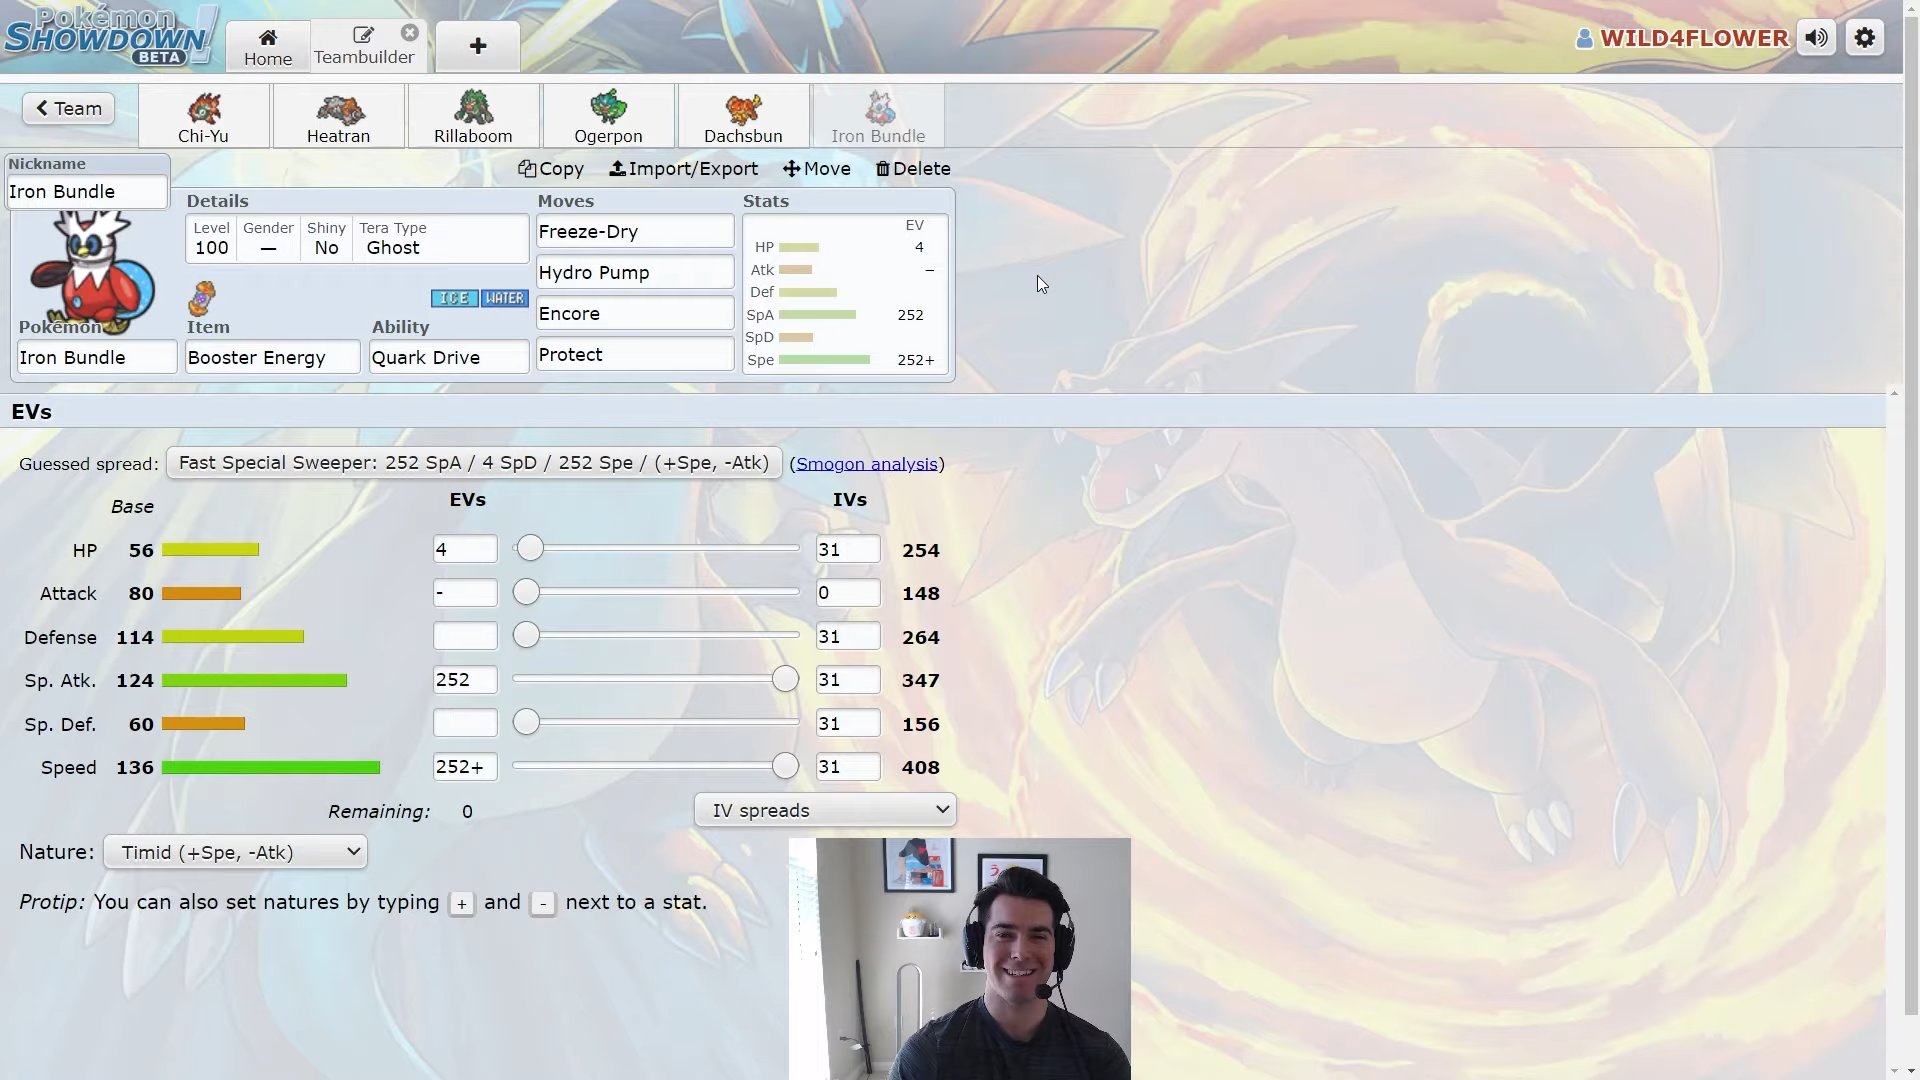 Pokémon
SHOWDOWN!
BETA
Home
Teambuilder
+
WILD4FLOWER
Team
Chi-Yu
Heatran
Rillaboom
Ogerpon
Dachsbun
Iron Bundle
Copy
Import/Export
Move
Delete
Nickname
Iron Bundle
Details
Level
100
Gender
—
Shiny
No
Tera Type
Ghost
ICE
WATER
Pokémon
Iron Bundle
Item
Booster Energy
Ability
Quark Drive
Moves
Freeze-Dry
Hydro Pump
Encore
Protect
Stats
EV
HP 4
Atk –
Def
SpA 252
SpD
Spe 252+
EVs
Guessed spread: Fast Special Sweeper: 252 SpA / 4 SpD / 252 Spe / (+Spe, -Atk) (Smogon analysis)
Base EVs IVs
HP 56 4 31 254
Attack 80 - 0 148
Defense 114 31 264
Sp. Atk. 124 252 31 347
Sp. Def. 60 31 156
Speed 136 252+ 31 408
Remaining: 0
IV spreads
Nature: Timid (+Spe, -Atk)
Protip: You can also set natures by typing + and - next to a stat.